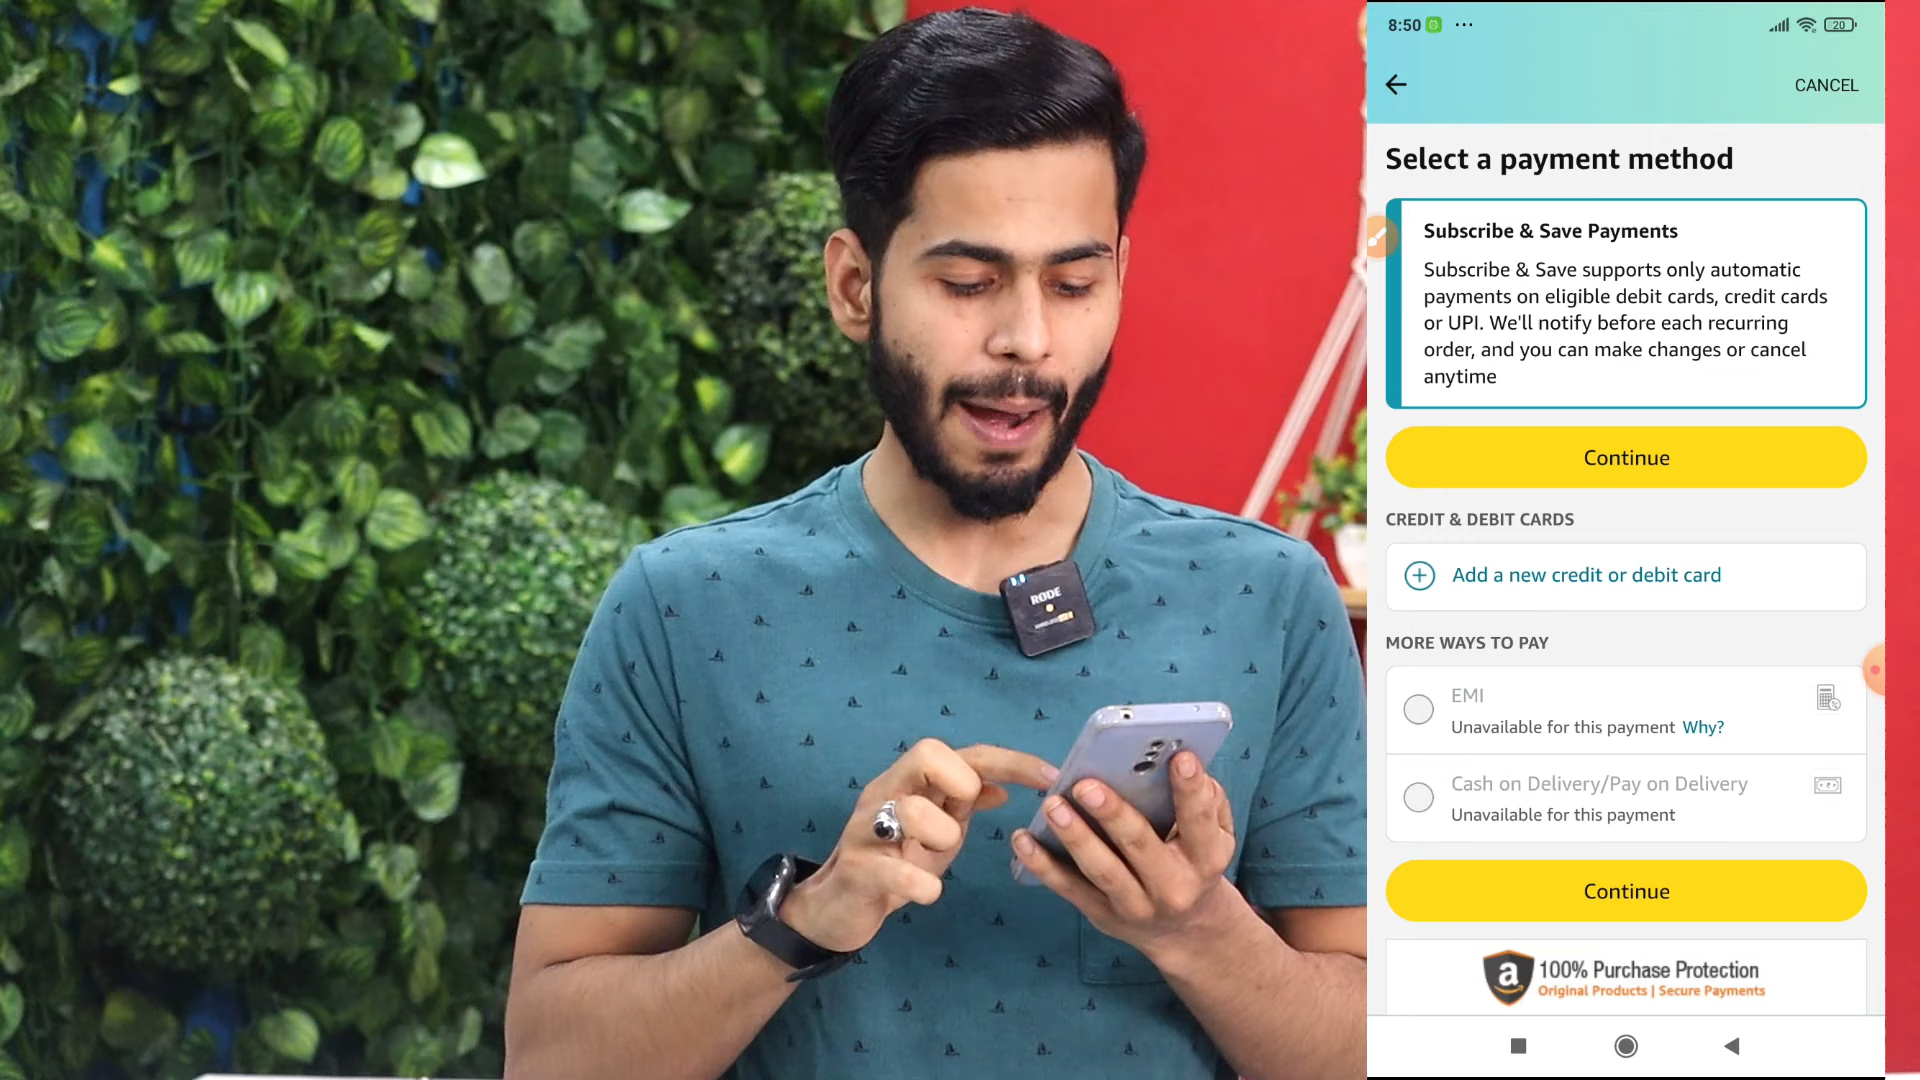 8:50
20
CANCEL
Select a payment method
Subscribe & Save Payments
Subscribe & Save supports only automatic
payments on eligible debit cards, credit cards
or UPI. We'll notify before each recurring
order, and you can make changes or cancel
anytime
Continue
CREDIT & DEBIT CARDS
Add a new credit or debit card
MORE WAYS TO PAY
EMI
Unavailable for this payment Why?
Cash on Delivery/Pay on Delivery
Unavailable for this payment
Continue
a 100% Purchase Protection
Original Products | Secure Payments
RODE